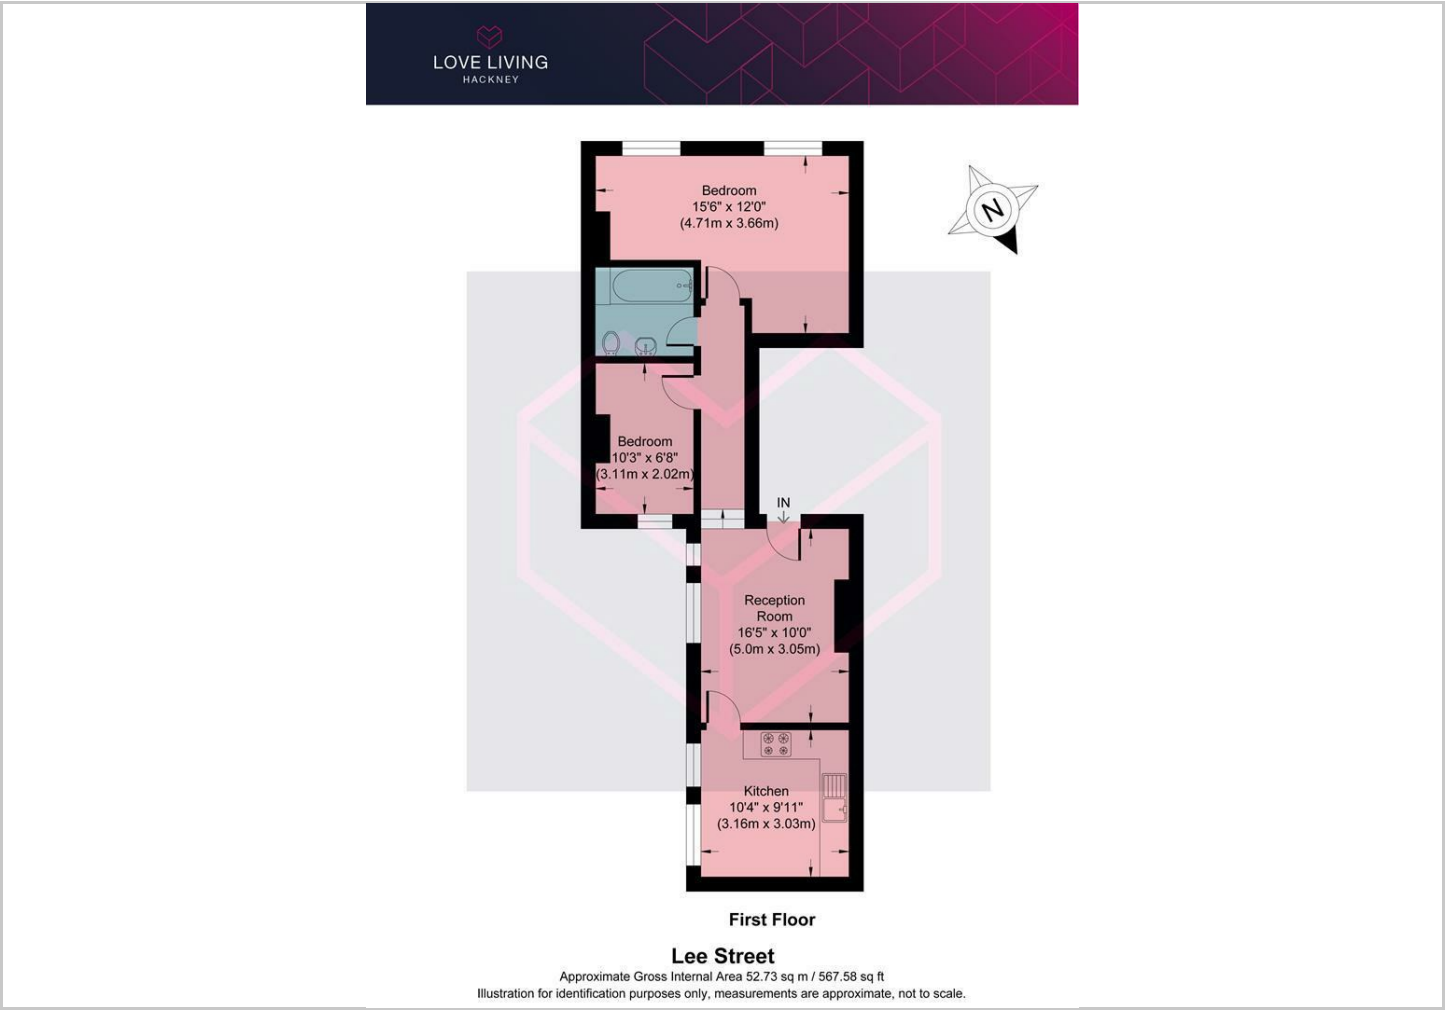 LOVE LIVING
HACKNEY
Bedroom
15'6" x 12'0"
(4.71m x 3.66m)
N
Bedroom
10'3" x 6'8"
(3.11m x 2.02m)
IN
Reception
Room
16'5" x 10'0"
(5.0m x 3.05m)
Kitchen
10'4" x 9'11"
(3.16m x 3.03m)
First Floor
Lee Street
Approximate Gross Internal Area 52.73 sq m / 567.58 sq ft
Illustration for identification purposes only, measurements are approximate, not to scale.